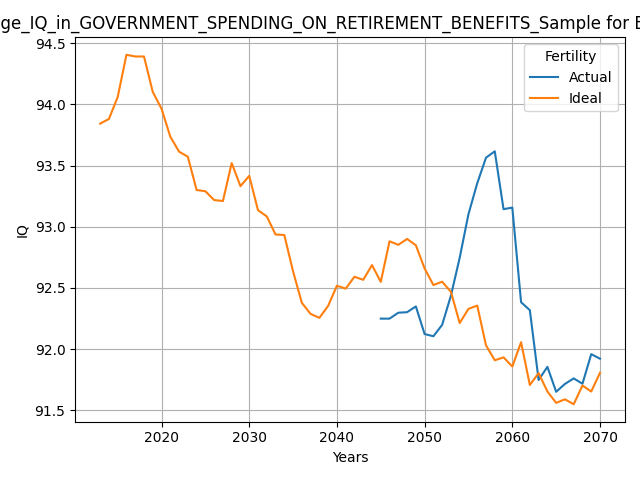 ge_IQ_in_GOVERNMENT_SPENDING_ON_RETIREMENT_BENEFITS_Sample for E
94.5
94.0
93.5
93.0
92.5
92.0
91.5
IQ
Fertility
Actual
Ideal
2020 2030 2040 2050 2060 2070
Years